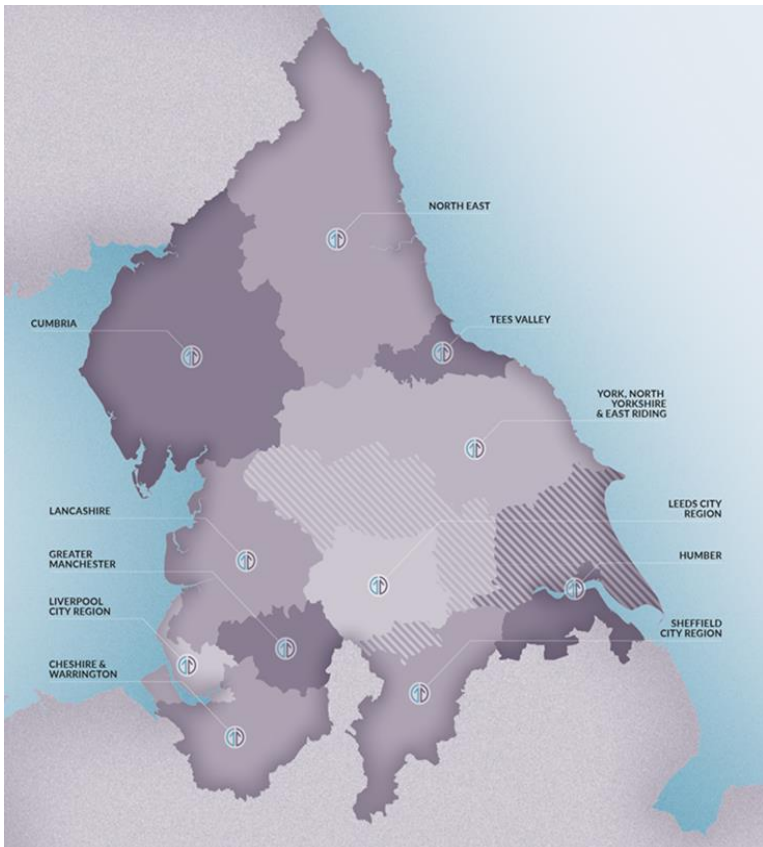 NORTH EAST
CUMBRIA
TEES VALLEY
YORK, NORTH
YORKSHIRE
& EAST RIDING
LANCASHIRE
LEEDS CITY
REGION
GREATER
MANCHESTER
HUMBER
LIVERPOOL
CITY REGION
SHEFFIELD
CITY REGION
CHESHIRE &
WARRINGTON